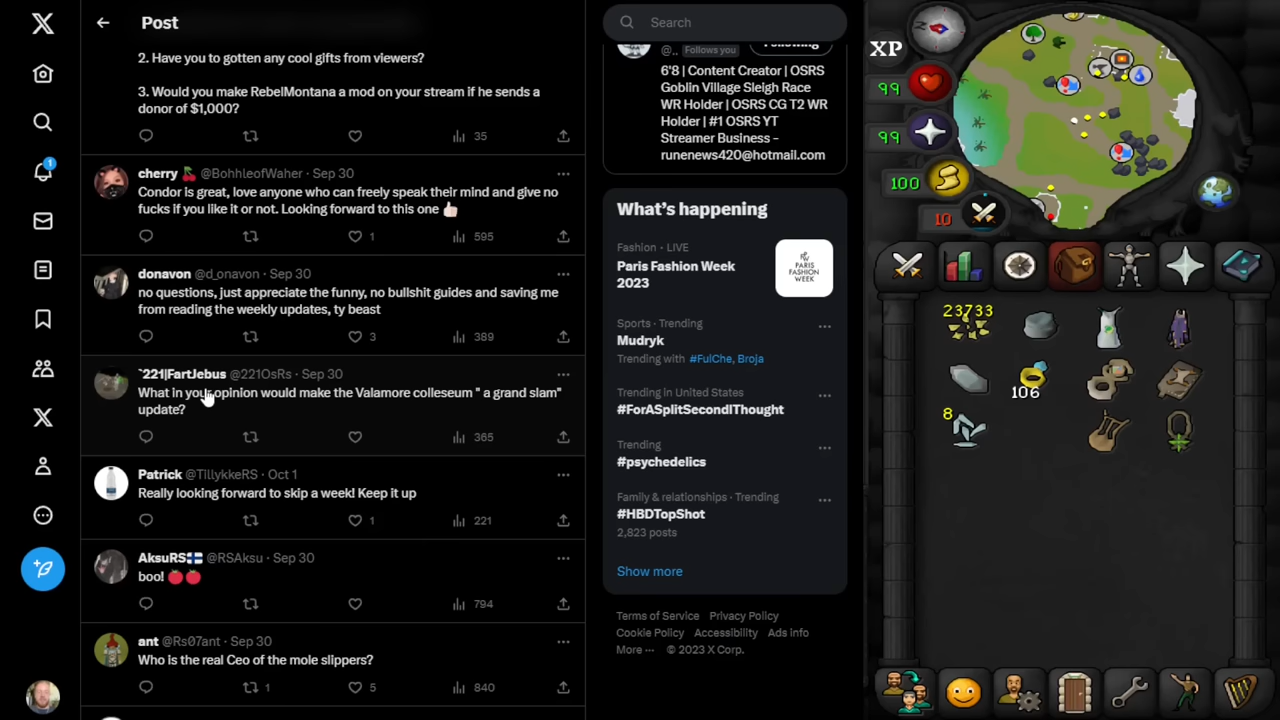 Post
2. Have you to gotten any cool gifts from viewers?
3. Would you make RebelMontana a mod on your stream if he sends a
donor of $1,000?
35
cherry 🍒 @BohhleofWaher · Sep 30
Condor is great, love anyone who can freely speak their mind and give no
fucks if you like it or not. Looking forward to this one 👍🏻
1 595
donavon @d_onavon · Sep 30
no questions, just appreciate the funny, no bullshit guides and saving me
from reading the weekly updates, ty beast
3 389
`221|FartJebus @221OsRs · Sep 30
What in your opinion would make the Valamore colleseum " a grand slam"
update?
365
Patrick @TillykkeRS · Oct 1
Really looking forward to skip a week! Keep it up
1 221
AksuRS🇫🇮 @RSAksu · Sep 30
boo! 🍅🍅
794
ant @Rs07ant · Sep 30
Who is the real Ceo of the mole slippers?
1 5 840
1
Search
@.. Follows you
Following
6'8 | Content Creator | OSRS
Goblin Village Sleigh Race
WR Holder | OSRS CG T2 WR
Holder | #1 OSRS YT
Streamer Business -
runenews420@hotmail.com
What's happening
Fashion · LIVE
Paris Fashion Week
2023
PARIS
FASHION
WEEK
Sports · Trending
Mudryk
Trending with #FulChe, Broja
Trending in United States
#ForASplitSecondIThought
Trending
#psychedelics
Family & relationships · Trending
#HBDTopShot
2,823 posts
Show more
Terms of Service Privacy Policy
Cookie Policy Accessibility Ads info
More ··· © 2023 X Corp.
XP
99
99
100
10
23733
106
8